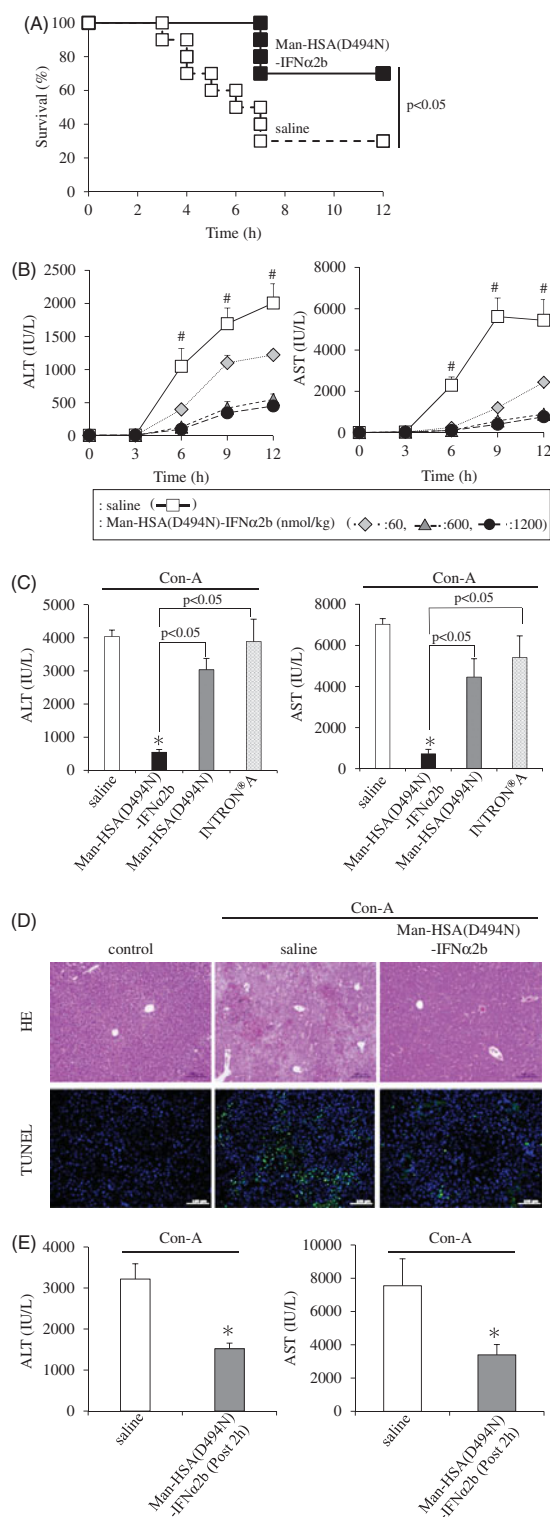 (A)
100
80
60
40
20
0
Survival (%)
Man-HSA(D494N)
-IFNα2b
saline
p<0.05
0 2 4 6 8 10 12
Time (h)
(B)
2500
2000
1500
1000
500
0
ALT (IU/L)
# # #
0 3 6 9 12
Time (h)
8000
6000
4000
2000
0
AST (IU/L)
# # #
0 3 6 9 12
Time (h)
: saline ( )
: Man-HSA(D494N)-IFNα2b (nmol/kg) ( :60, :600, :1200)
(C)
Con-A
5000
4000
3000
2000
1000
0
ALT (IU/L)
p<0.05
p<0.05
*
saline
Man-HSA(D494N)
-IFNα2b
Man-HSA(D494N)
INTRON®A
Con-A
8000
6000
4000
2000
0
AST (IU/L)
p<0.05
p<0.05
*
saline
Man-HSA(D494N)
-IFNα2b
Man-HSA(D494N)
INTRON®A
(D)
Con-A
control
saline
Man-HSA(D494N)
-IFNα2b
HE
TUNEL
(E)
Con-A
4000
3000
2000
1000
0
ALT (IU/L)
*
saline
Man-HSA(D494N)
-IFNα2b (Post 2h)
Con-A
10000
8000
6000
4000
2000
0
AST (IU/L)
*
saline
Man-HSA(D494N)
-IFNα2b (Post 2h)